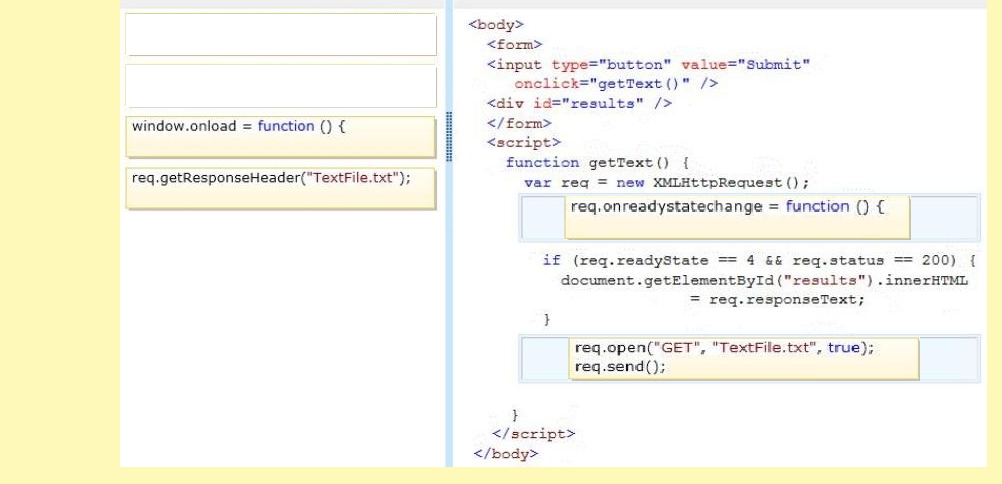 window.onload = function () {
req.getResponseHeader("TextFile.txt");
<body>
<form>
<input type="button" value="Submit"
onclick="getText()" />
<div id="results" />
</form>
<script>
function getText() {
var req = new XMLHttpRequest();
req.onreadystatechange = function () {
if (req.readyState == 4 && req.status == 200) {
document.getElementById("results").innerHTML
= req.responseText;
}
req.open("GET", "TextFile.txt", true);
req.send();
}
</script>
</body>